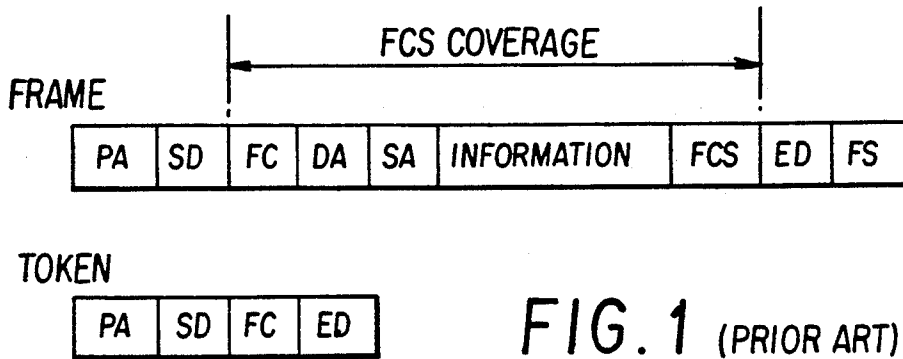 FCS COVERAGE
FRAME
PA SD FC DA SA INFORMATION FCS ED FS
TOKEN
PA SD FC ED
FIG. 1 (PRIOR ART)